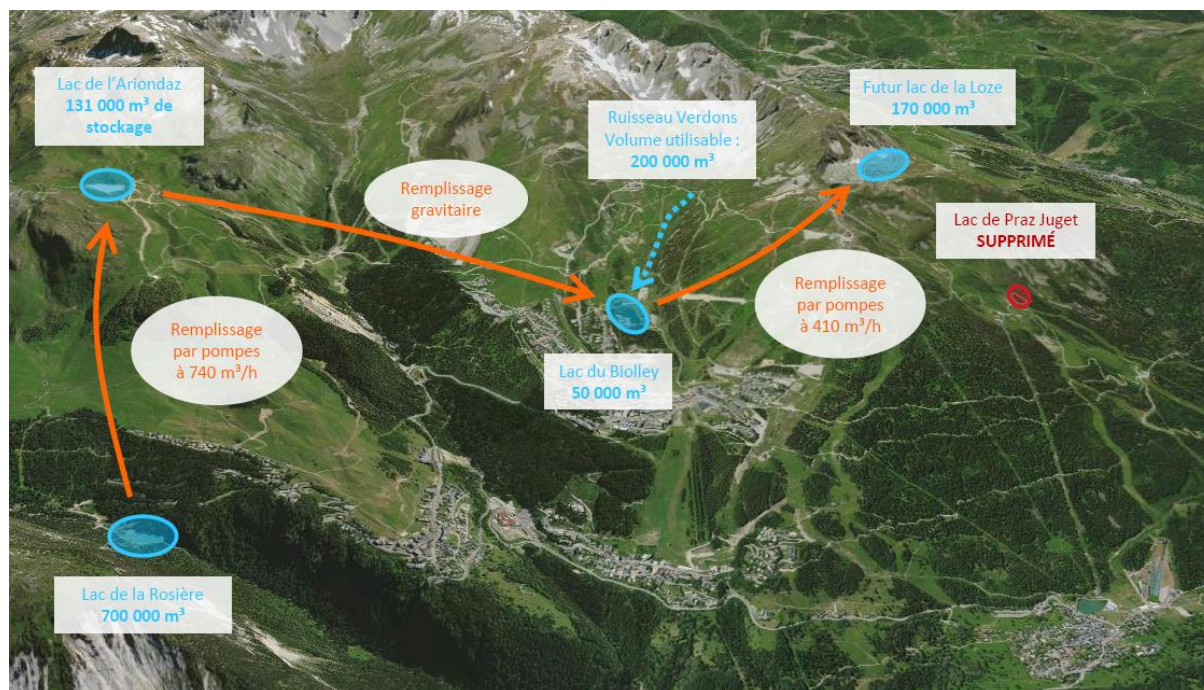 Lac de l'Ariondaz
131 000 m³ de
stockage
Futur lac de la Loze
170 000 m³
Ruisseau Verdons
Volume utilisable :
200 000 m³
Remplissage
gravitaire
Lac de Praz Juget
SUPPRIMÉ
Remplissage
par pompes
à 410 m³/h
Remplissage
par pompes
à 740 m³/h
Lac du Biolley
50 000 m³
Lac de la Rosière
700 000 m³